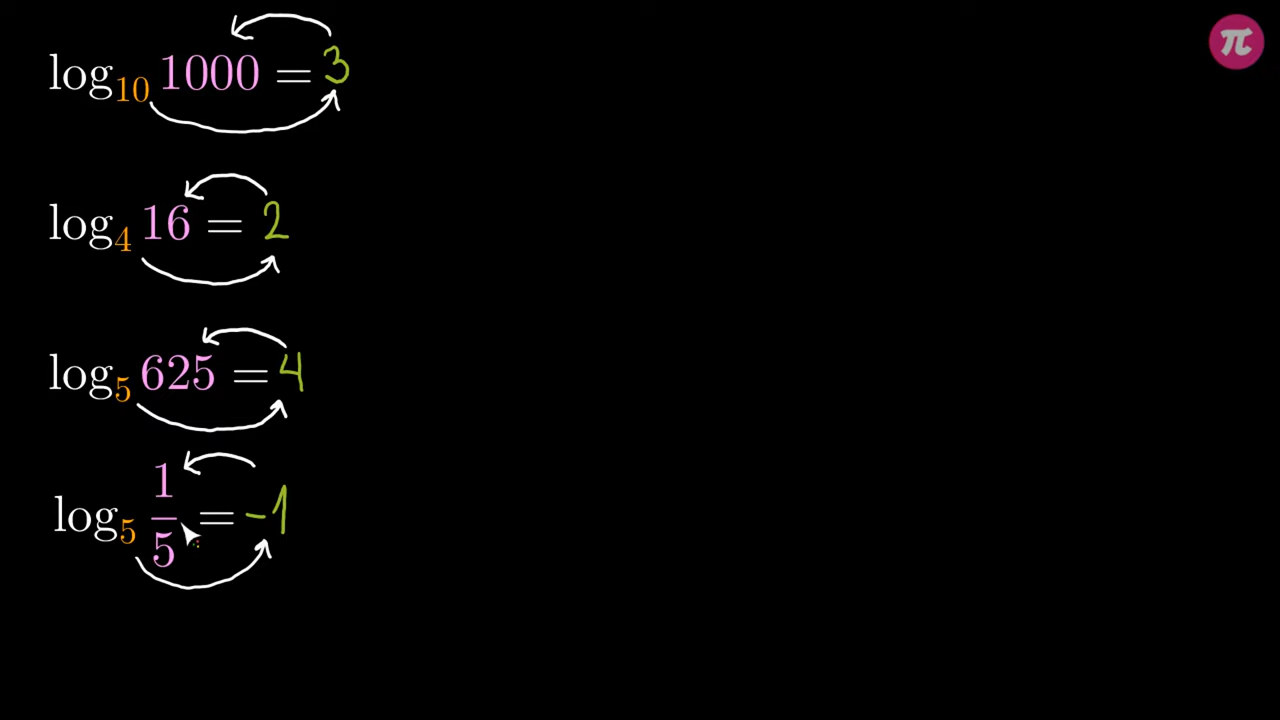 log₁₀ 1000 = 3
log₄ 16 = 2
log₅ 625 = 4
log₅ 1/5 = -1
π